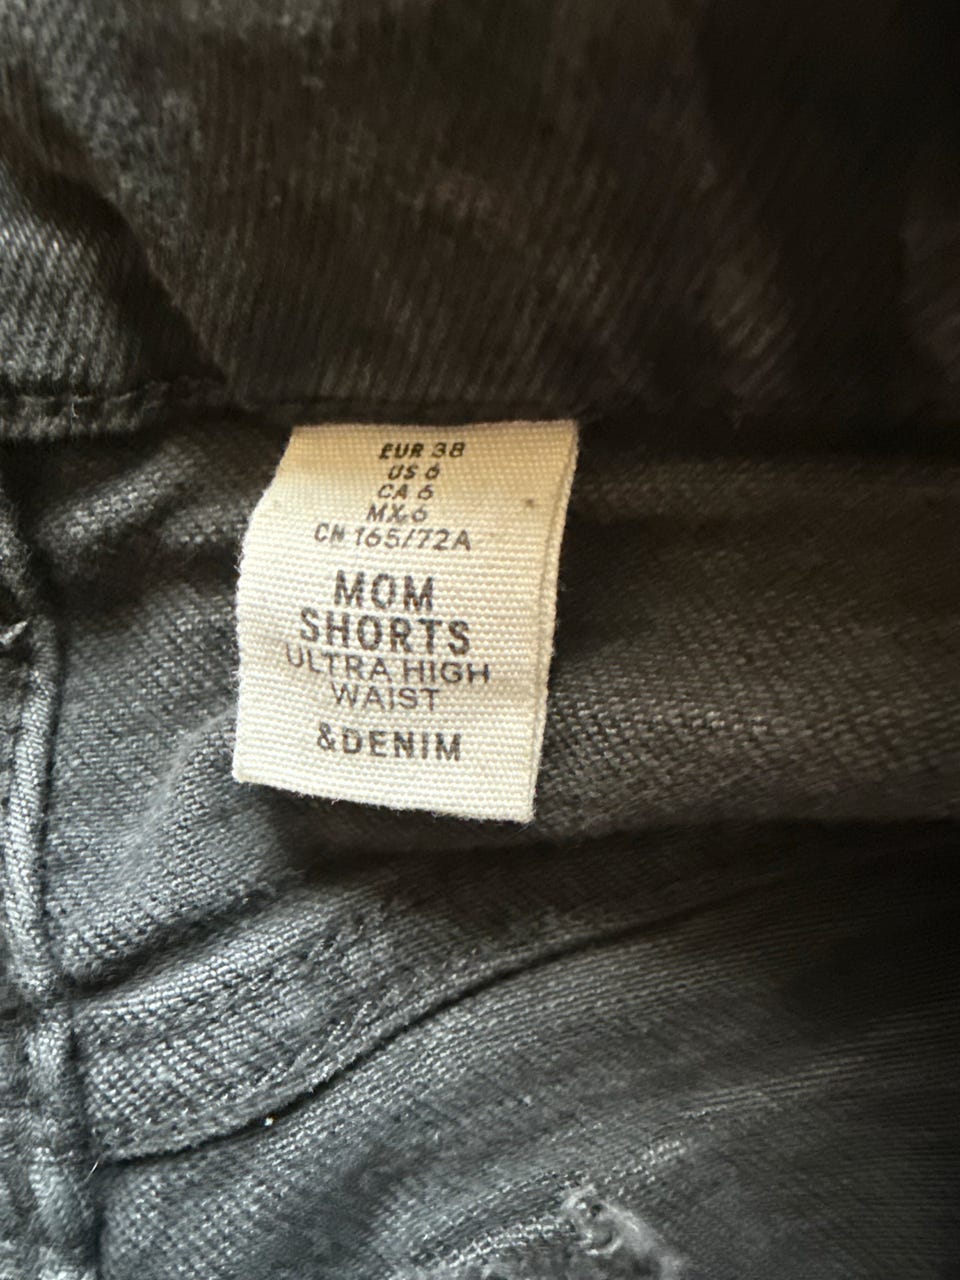 EUR 38
US 6
CA 6
MX 6
CN 165/72A
MOM
SHORTS
ULTRA HIGH
WAIST
&DENIM